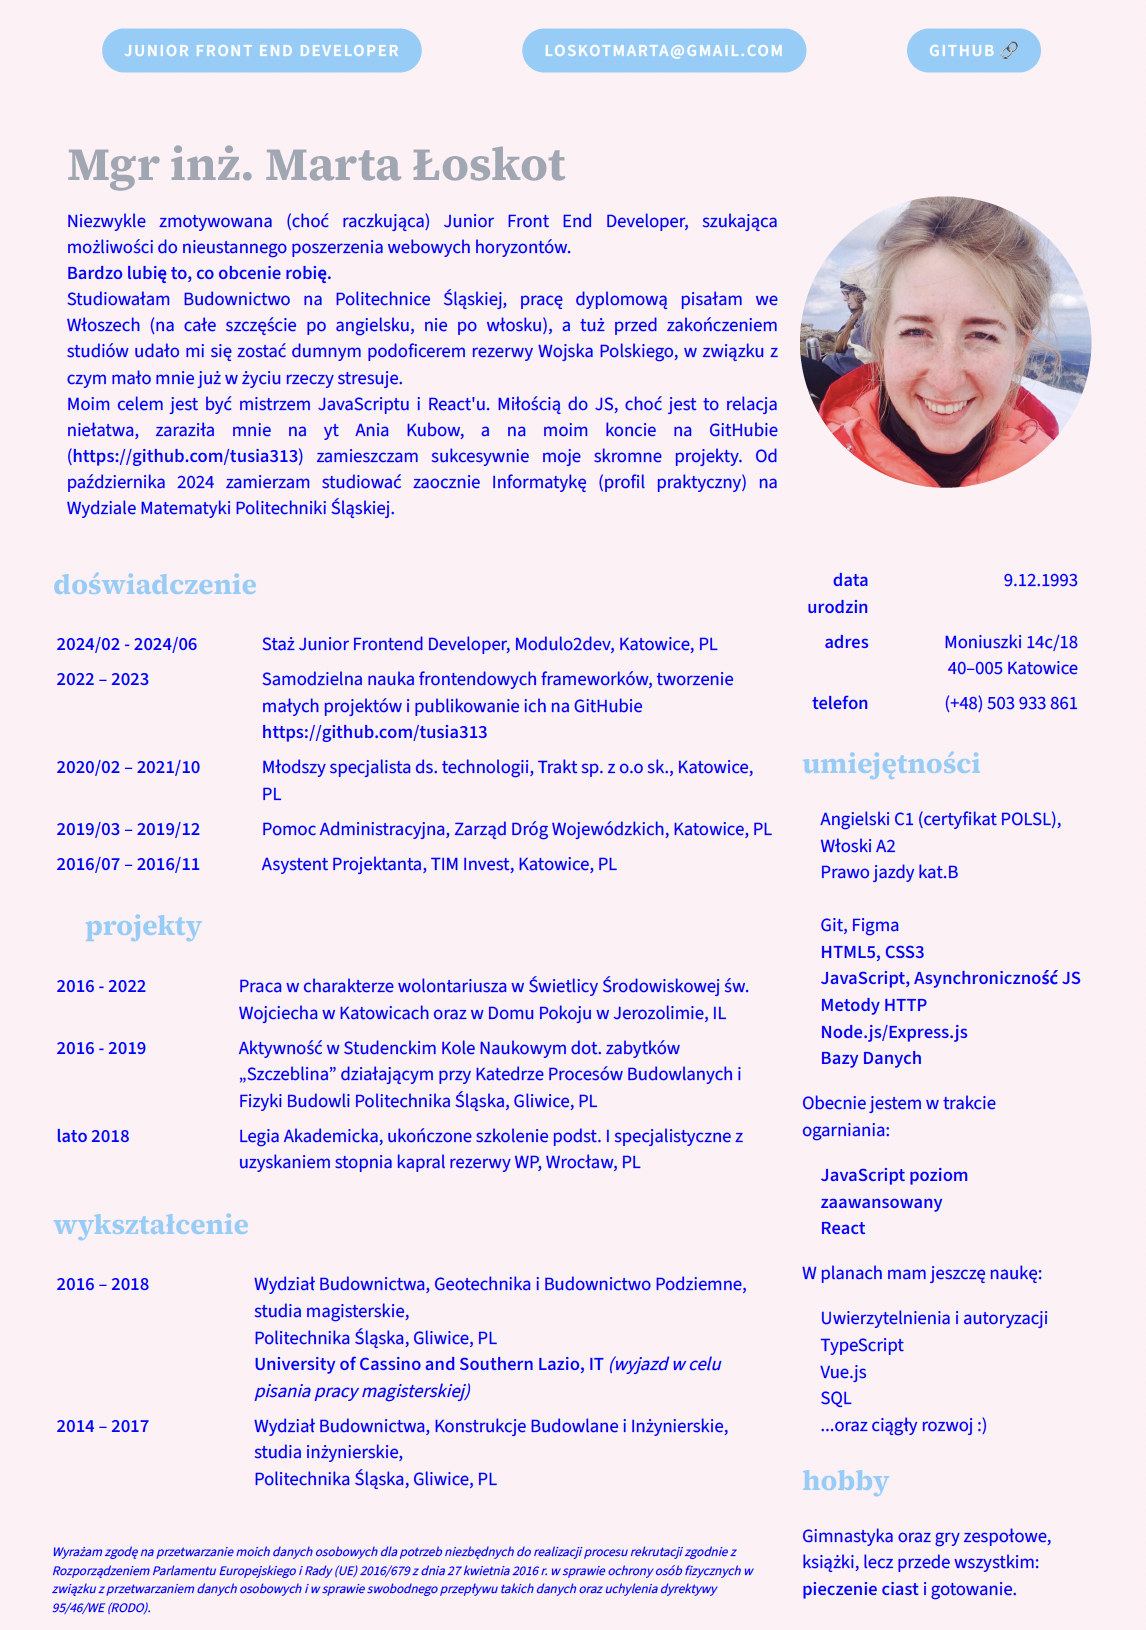 JUNIOR FRONT END DEVELOPER
LOSKOTMARTA@GMAIL.COM
GITHUB 🔗
Mgr inż. Marta Łoskot
Niezwykle zmotywowana (choć raczkująca) Junior Front End Developer, szukająca
możliwości do nieustannego poszerzenia webowych horyzontów.
Bardzo lubię to, co obcenie robię.
Studiowałam Budownictwo na Politechnice Śląskiej, pracę dyplomową pisałam we
Włoszech (na całe szczęście po angielsku, nie po włosku), a tuż przed zakończeniem
studiów udało mi się zostać dumnym podoficerem rezerwy Wojska Polskiego, w związku z
czym mało mnie już w życiu rzeczy stresuje.
Moim celem jest być mistrzem JavaScriptu i React'u. Miłością do JS, choć jest to relacja
niełatwa, zaraziła mnie na yt Ania Kubow, a na moim koncie na GitHubie
(https://github.com/tusia313) zamieszczam sukcesywnie moje skromne projekty. Od
października 2024 zamierzam studiować zaocznie Informatykę (profil praktyczny) na
Wydziale Matematyki Politechniki Śląskiej.
doświadczenie
2024/02 - 2024/06 Staż Junior Frontend Developer, Modulo2dev, Katowice, PL
2022 – 2023 Samodzielna nauka frontendowych frameworków, tworzenie
małych projektów i publikowanie ich na GitHubie
https://github.com/tusia313
2020/02 – 2021/10 Młodszy specjalista ds. technologii, Trakt sp. z o.o sk., Katowice,
PL
2019/03 – 2019/12 Pomoc Administracyjna, Zarząd Dróg Wojewódzkich, Katowice, PL
2016/07 – 2016/11 Asystent Projektanta, TIM Invest, Katowice, PL
projekty
2016 - 2022 Praca w charakterze wolontariusza w Świetlicy Środowiskowej św.
Wojciecha w Katowicach oraz w Domu Pokoju w Jerozolimie, IL
2016 - 2019 Aktywność w Studenckim Kole Naukowym dot. zabytków
„Szczeblina” działającym przy Katedrze Procesów Budowlanych i
Fizyki Budowli Politechnika Śląska, Gliwice, PL
lato 2018 Legia Akademicka, ukończone szkolenie podst. I specjalistyczne z
uzyskaniem stopnia kapral rezerwy WP, Wrocław, PL
wykształcenie
2016 – 2018 Wydział Budownictwa, Geotechnika i Budownictwo Podziemne,
studia magisterskie,
Politechnika Śląska, Gliwice, PL
University of Cassino and Southern Lazio, IT (wyjazd w celu
pisania pracy magisterskiej)
2014 – 2017 Wydział Budownictwa, Konstrukcje Budowlane i Inżynierskie,
studia inżynierskie,
Politechnika Śląska, Gliwice, PL
Wyrażam zgodę na przetwarzanie moich danych osobowych dla potrzeb niezbędnych do realizacji procesu rekrutacji zgodnie z
Rozporządzeniem Parlamentu Europejskiego i Rady (UE) 2016/679 z dnia 27 kwietnia 2016 r. w sprawie ochrony osób fizycznych w
związku z przetwarzaniem danych osobowych i w sprawie swobodnego przepływu takich danych oraz uchylenia dyrektywy
95/46/WE (RODO).
data 9.12.1993
urodzin
adres Moniuszki 14c/18
40–005 Katowice
telefon (+48) 503 933 861
umiejętności
Angielski C1 (certyfikat POLSL),
Włoski A2
Prawo jazdy kat.B
Git, Figma
HTML5, CSS3
JavaScript, Asynchroniczność JS
Metody HTTP
Node.js/Express.js
Bazy Danych
Obecnie jestem w trakcie
ogarniania:
JavaScript poziom
zaawansowany
React
W planach mam jeszczę naukę:
Uwierzytelnienia i autoryzacji
TypeScript
Vue.js
SQL
...oraz ciągły rozwoj :)
hobby
Gimnastyka oraz gry zespołowe,
książki, lecz przede wszystkim:
pieczenie ciast i gotowanie.